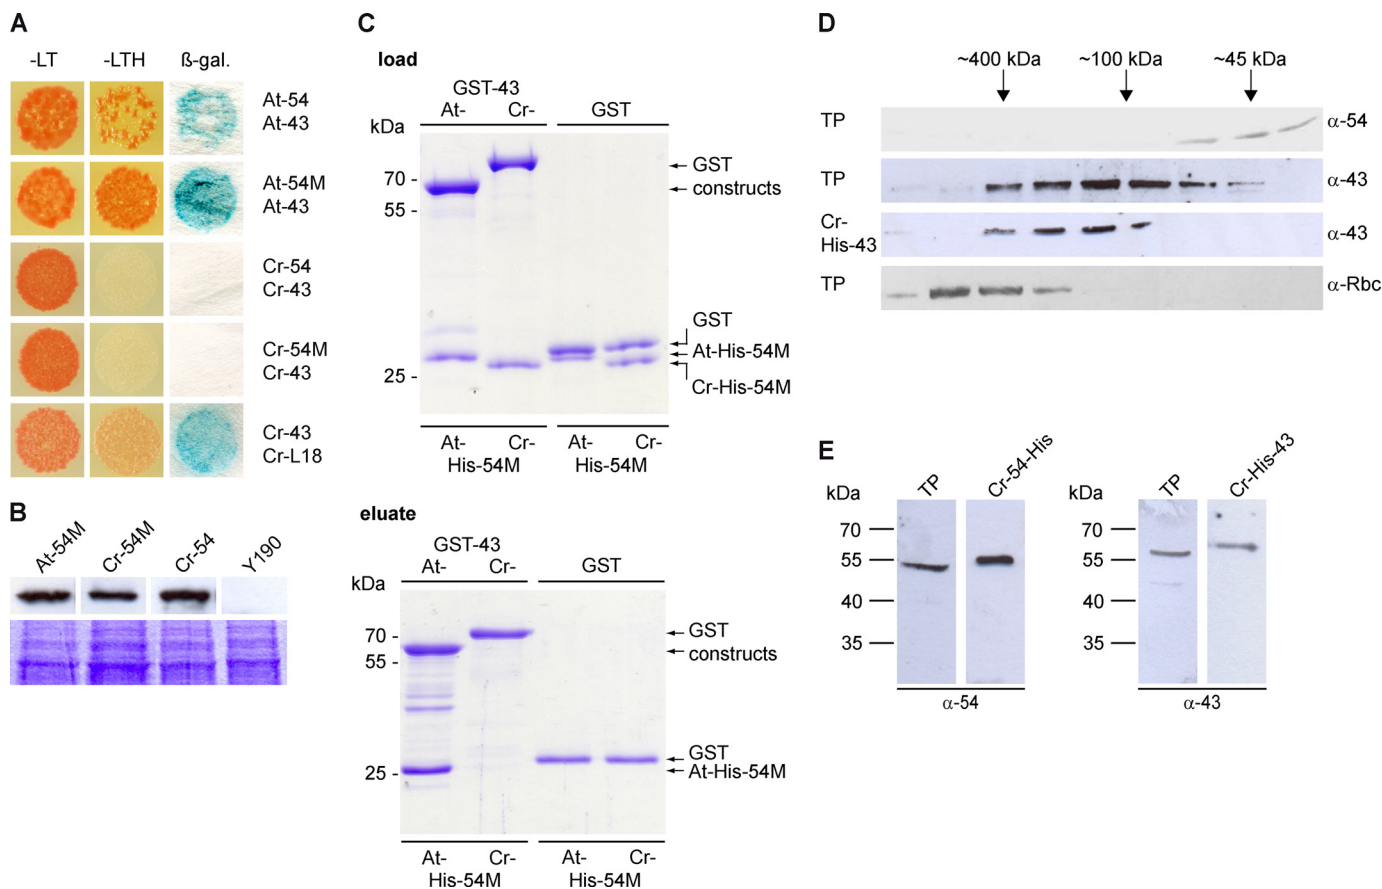 A
-LT -LTH ß-gal.
At-54
At-43
At-54M
At-43
Cr-54
Cr-43
Cr-54M
Cr-43
Cr-43
Cr-L18
B
At-54M Cr-54M Cr-54 Y190
C
load
GST-43
At- Cr- GST
kDa
70 -
55 -
25 -
GST
constructs
GST
At-His-54M
Cr-His-54M
At- Cr- At- Cr-
His-54M His-54M
eluate
GST-43
At- Cr- GST
kDa
70 -
55 -
25 -
GST
constructs
GST
At-His-54M
At- Cr- At- Cr-
His-54M His-54M
D
~400 kDa ~100 kDa ~45 kDa
TP α-54
TP α-43
Cr-
His-43 α-43
TP α-Rbc
E
kDa TP Cr-54-His
70
55
40
35
α-54
kDa TP Cr-His-43
70
55
40
35
α-43